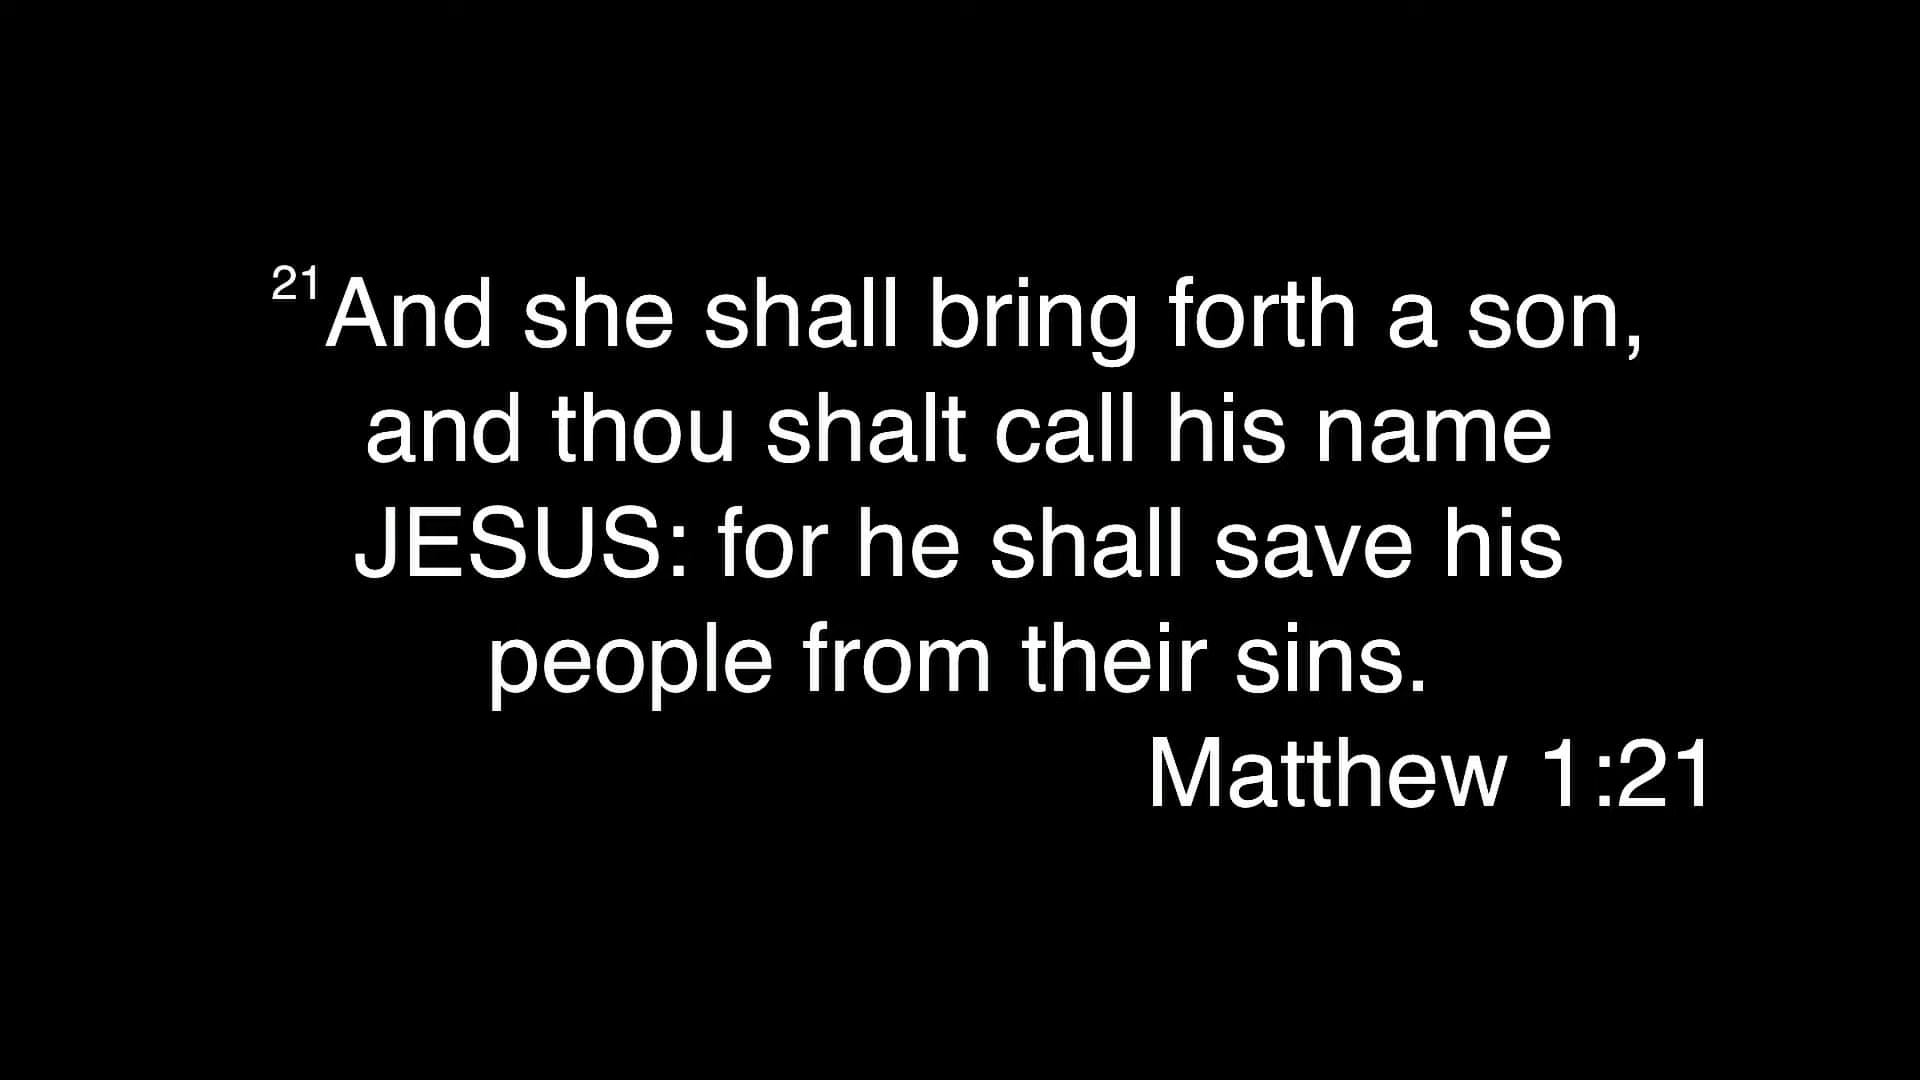 21And she shall bring forth a son,
and thou shalt call his name
JESUS: for he shall save his
people from their sins.
Matthew 1:21